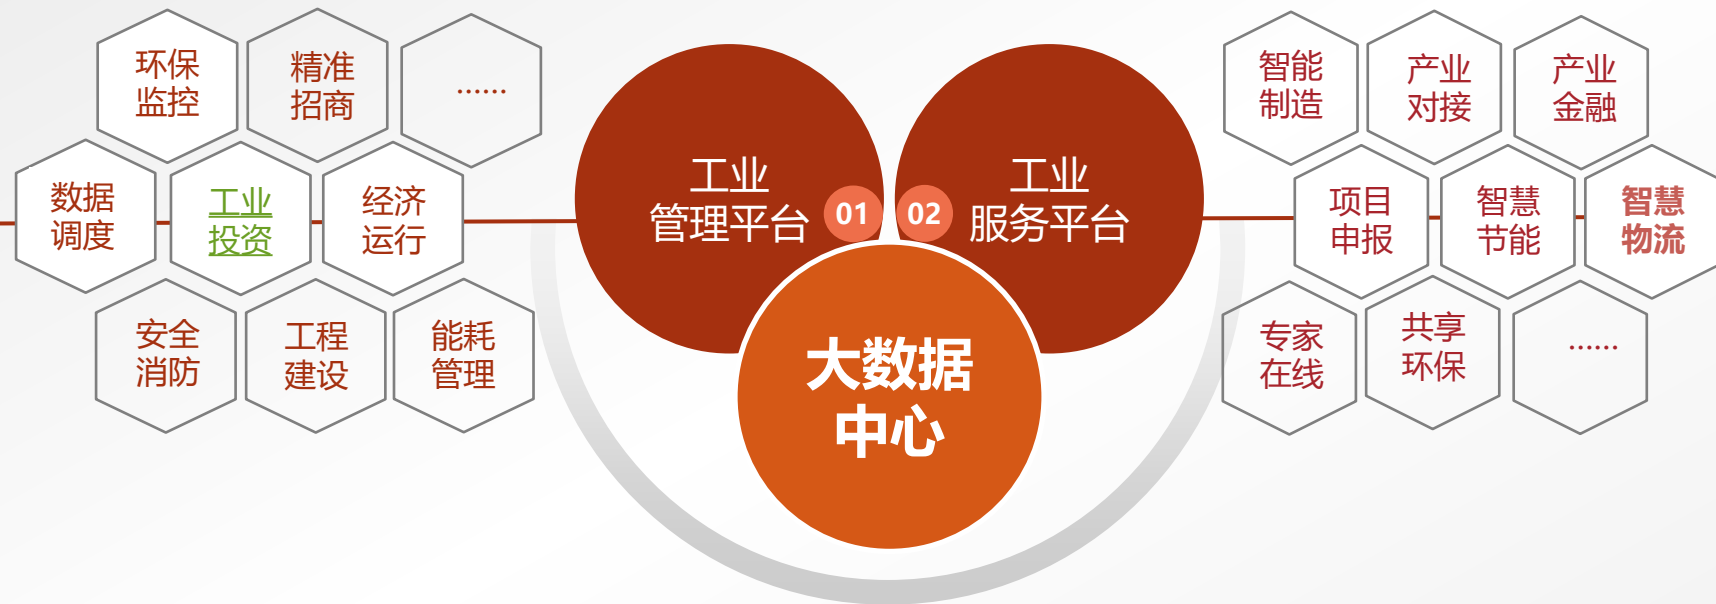 环保
监控
精准
招商
......
数据
调度
工业
投资
经济
运行
安全
消防
工程
建设
能耗
管理
工业
管理平台
01
02
工业
服务平台
大数据
中心
智能
制造
产业
对接
产业
金融
项目
申报
智慧
节能
智慧
物流
专家
在线
共享
环保
......